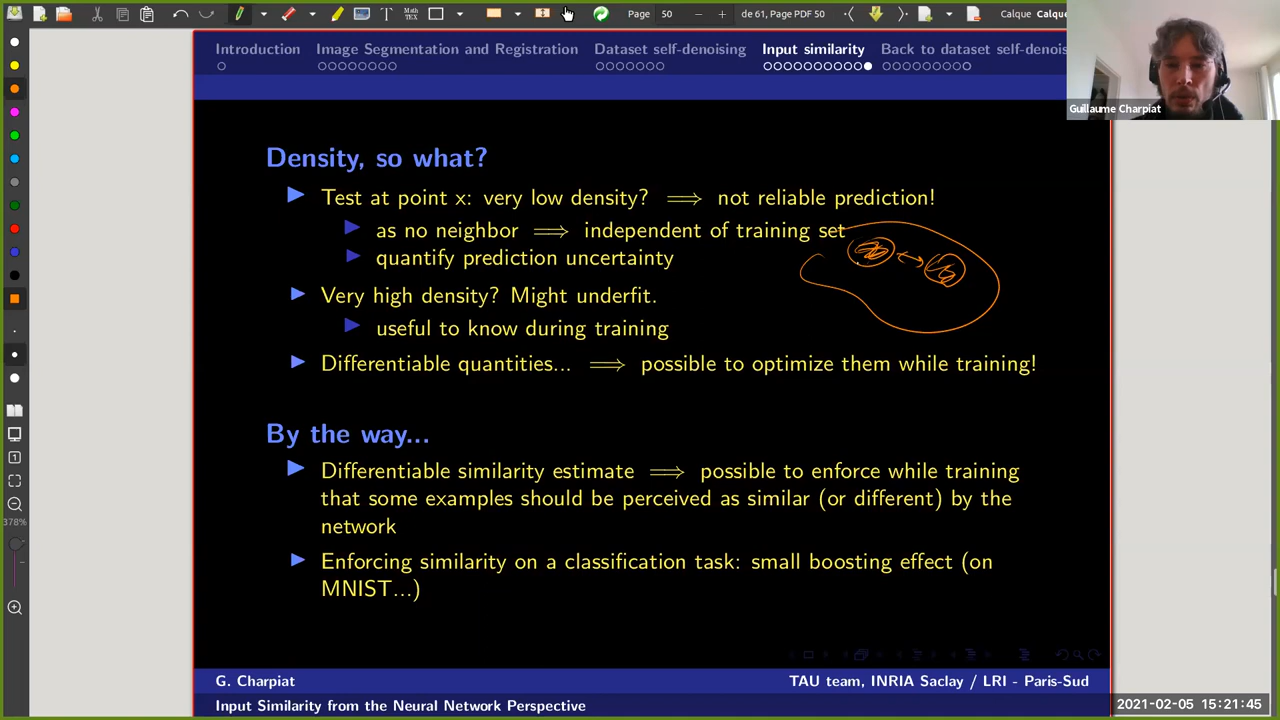 Page 50 de 61, Page PDF 50 Calque Calque
Introduction Image Segmentation and Registration Dataset self-denoising Input similarity Back to dataset self-denois
Guillaume Charpiat
Density, so what?
Test at point x: very low density? ⟹ not reliable prediction!
as no neighbor ⟹ independent of training set
quantify prediction uncertainty
Very high density? Might underfit.
useful to know during training
Differentiable quantities... ⟹ possible to optimize them while training!
By the way...
Differentiable similarity estimate ⟹ possible to enforce while training
that some examples should be perceived as similar (or different) by the
network
Enforcing similarity on a classification task: small boosting effect (on
MNIST...)
378%
G. Charpiat TAU team, INRIA Saclay / LRI - Paris-Sud
Input Similarity from the Neural Network Perspective
2021-02-05 15:21:45